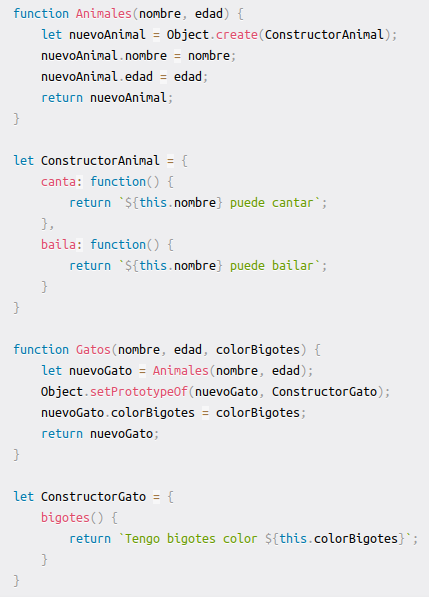 function Animales(nombre, edad) {
    let nuevoAnimal = Object.create(ConstructorAnimal);
    nuevoAnimal.nombre = nombre;
    nuevoAnimal.edad = edad;
    return nuevoAnimal;
}

let ConstructorAnimal = {
    canta: function() {
        return `${this.nombre} puede cantar`;
    },
    baila: function() {
        return `${this.nombre} puede bailar`;
    }
}

function Gatos(nombre, edad, colorBigotes) {
    let nuevoGato = Animales(nombre, edad);
    Object.setPrototypeOf(nuevoGato, ConstructorGato);
    nuevoGato.colorBigotes = colorBigotes;
    return nuevoGato;
}

let ConstructorGato = {
    bigotes() {
        return `Tengo bigotes color ${this.colorBigotes}`;
    }
}